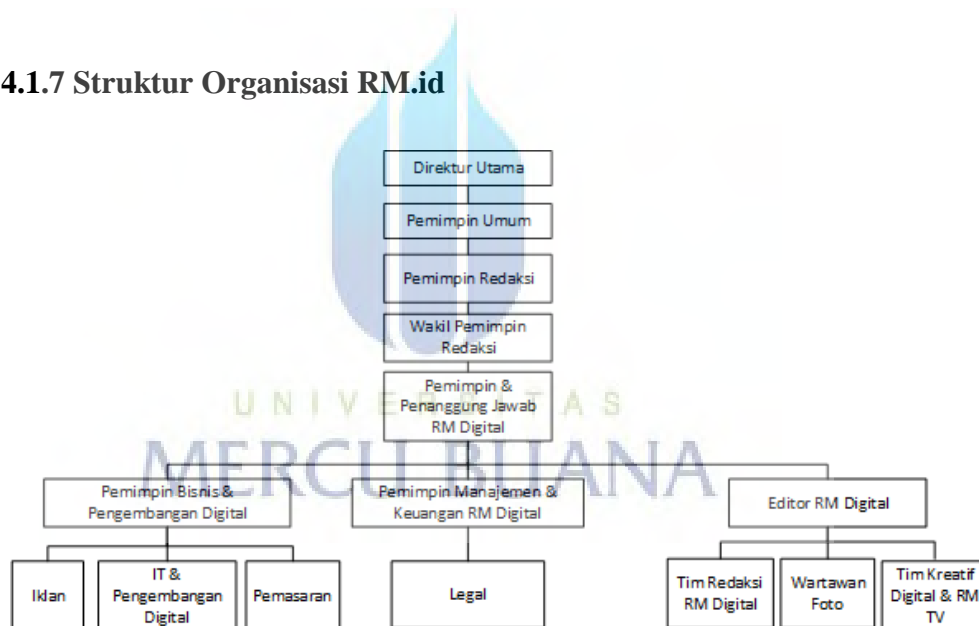 4.1.7 Struktur Organisasi RM.id
Direktur Utama
Pemimpin Umum
Pemimpin Redaksi
Wakil Pemimpin
Redaksi
Pemimpin &
Penanggung Jawab
RM Digital
UNIVERSITAS
MERCU BUANA
Pemimpin Bisnis &
Pengembangan Digital
Pemimpin Manajemen &
Keuangan RM Digital
Editor RM Digital
Iklan
IT &
Pengembangan
Digital
Pemasaran
Legal
Tim Redaksi
RM Digital
Wartawan
Foto
Tim Kreatif
Digital & RM
TV